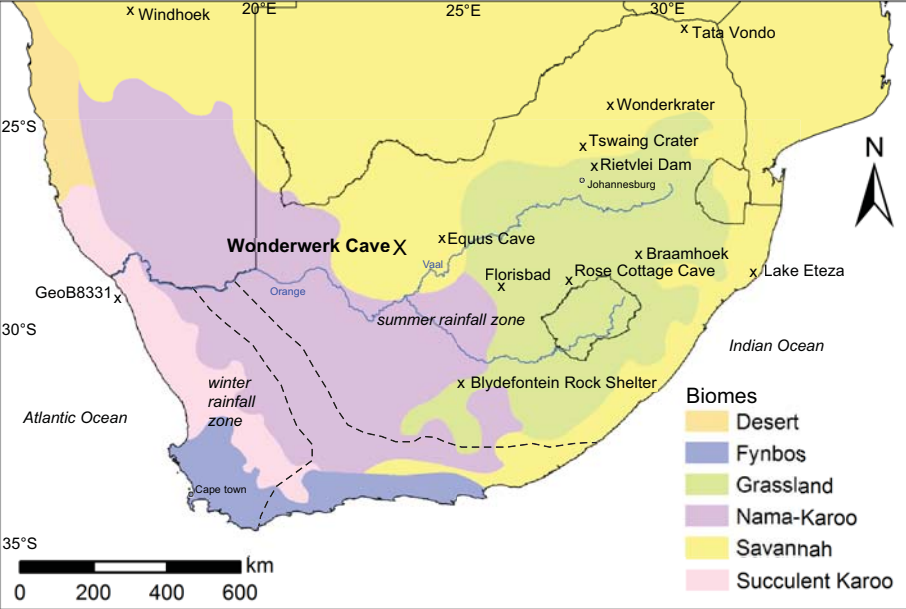 Windhoek
20°E
25°E
30°E
Tata Vondo
Wonderkrater
25°S
Tswaing Crater
Rietvlei Dam
Johannesburg
N
Wonderwerk Cave
Equus Cave
Vaal
Braamhoek
Florisbad
Rose Cottage Cave
Lake Eteza
GeoB8331
Orange
summer rainfall zone
30°S
Indian Ocean
winter
rainfall
zone
Blydefontein Rock Shelter
Atlantic Ocean
Cape town
35°S
Biomes
Desert
Fynbos
Grassland
Nama-Karoo
Savannah
Succulent Karoo
km
0 200 400 600